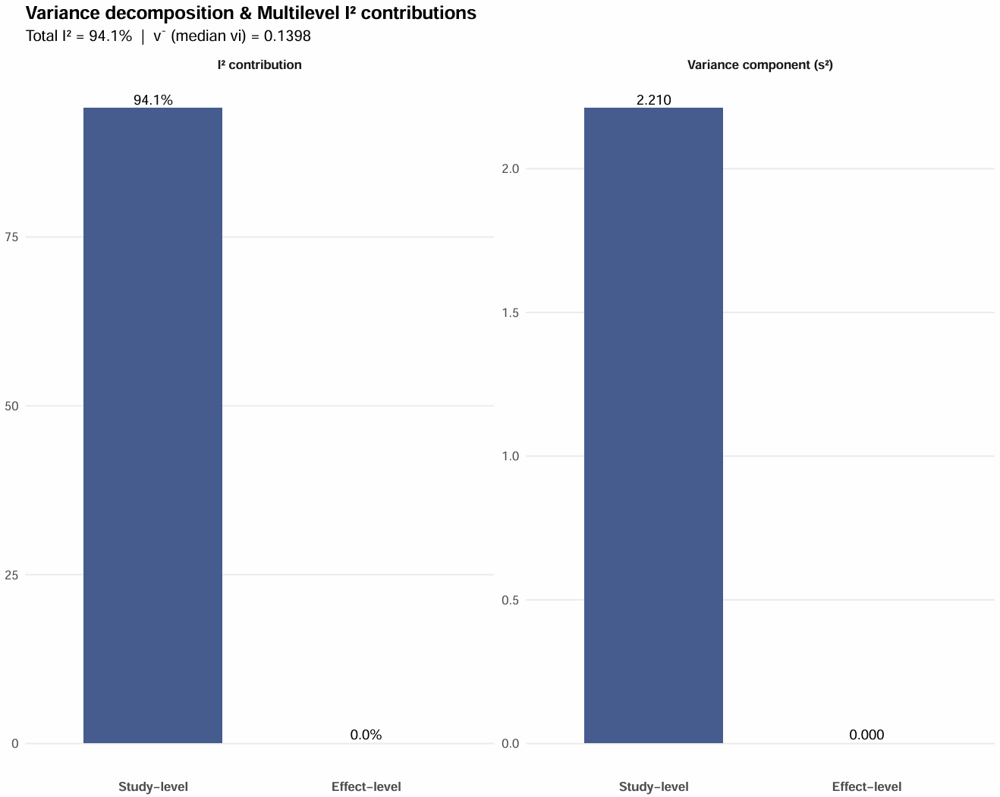 Variance decomposition & Multilevel I² contributions
Total I² = 94.1% | v¯ (median vi) = 0.1398
I² contribution
94.1%
75
50
25
0
0.0%
Study−level
Effect−level
Variance component (s²)
2.210
2.0
1.5
1.0
0.5
0.0
0.000
Study−level
Effect−level